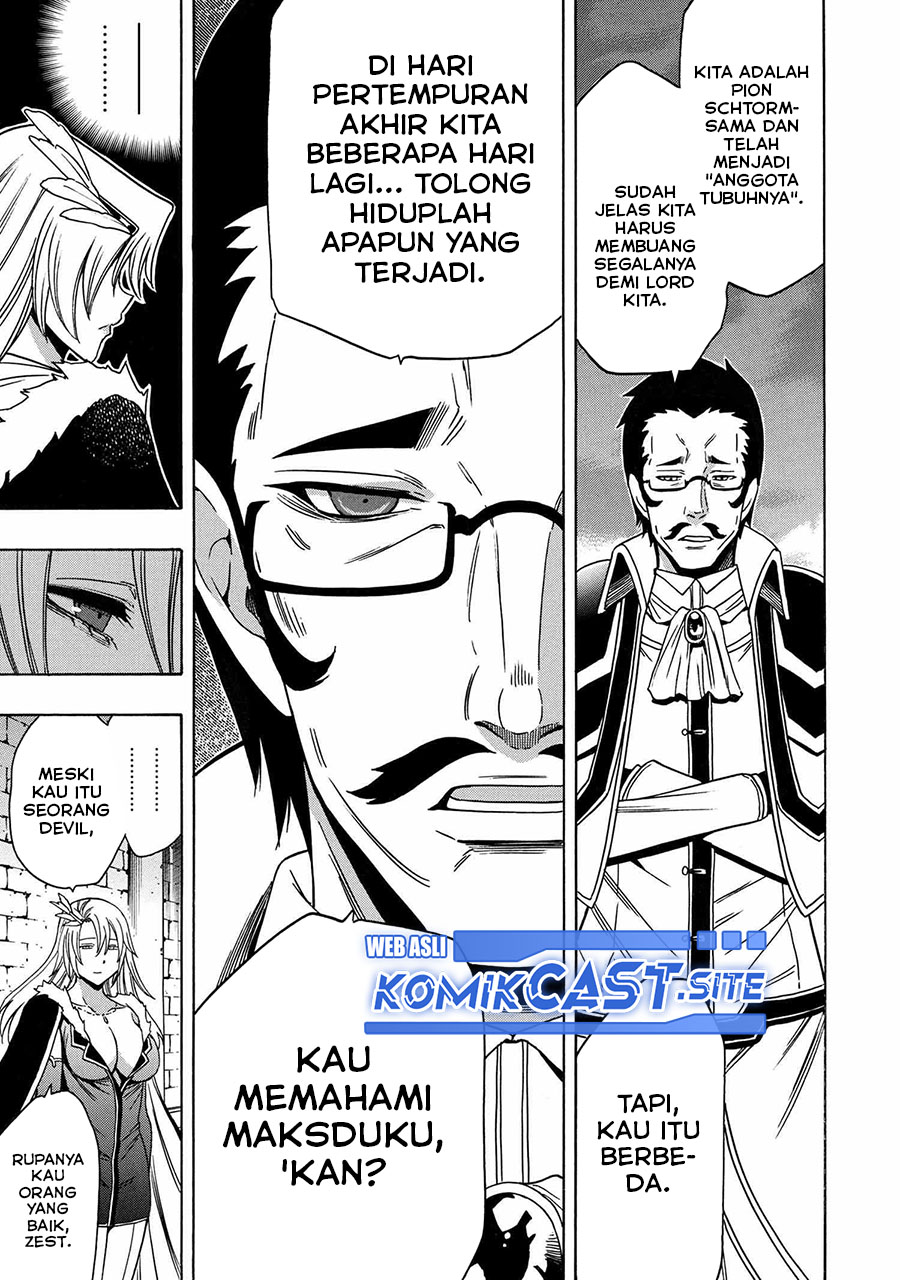 KITA ADALAH
PION
SCHTORM-
SAMA DAN
TELAH
MENJADI
"ANGGOTA
TUBUHNYA".
SUDAH
JELAS KITA
HARUS
MEMBUANG
SEGALANYA
DEMI LORD
KITA.
TAPI,
KAU ITU
BERBE-
DA.
DI HARI
PERTEMPURAN
AKHIR KITA
BEBERAPA HARI
LAGI... TOLONG
HIDUPLAH
APAPUN YANG
TERJADI.
KAU
MEMAHAMI
MAKSDUKU,
'KAN?
WEB ASLI
KOMIKCAST.SITE
MESKI
KAU ITU
SEORANG
DEVIL,
RUPANYA
KAU
ORANG
YANG
BAIK,
ZEST.